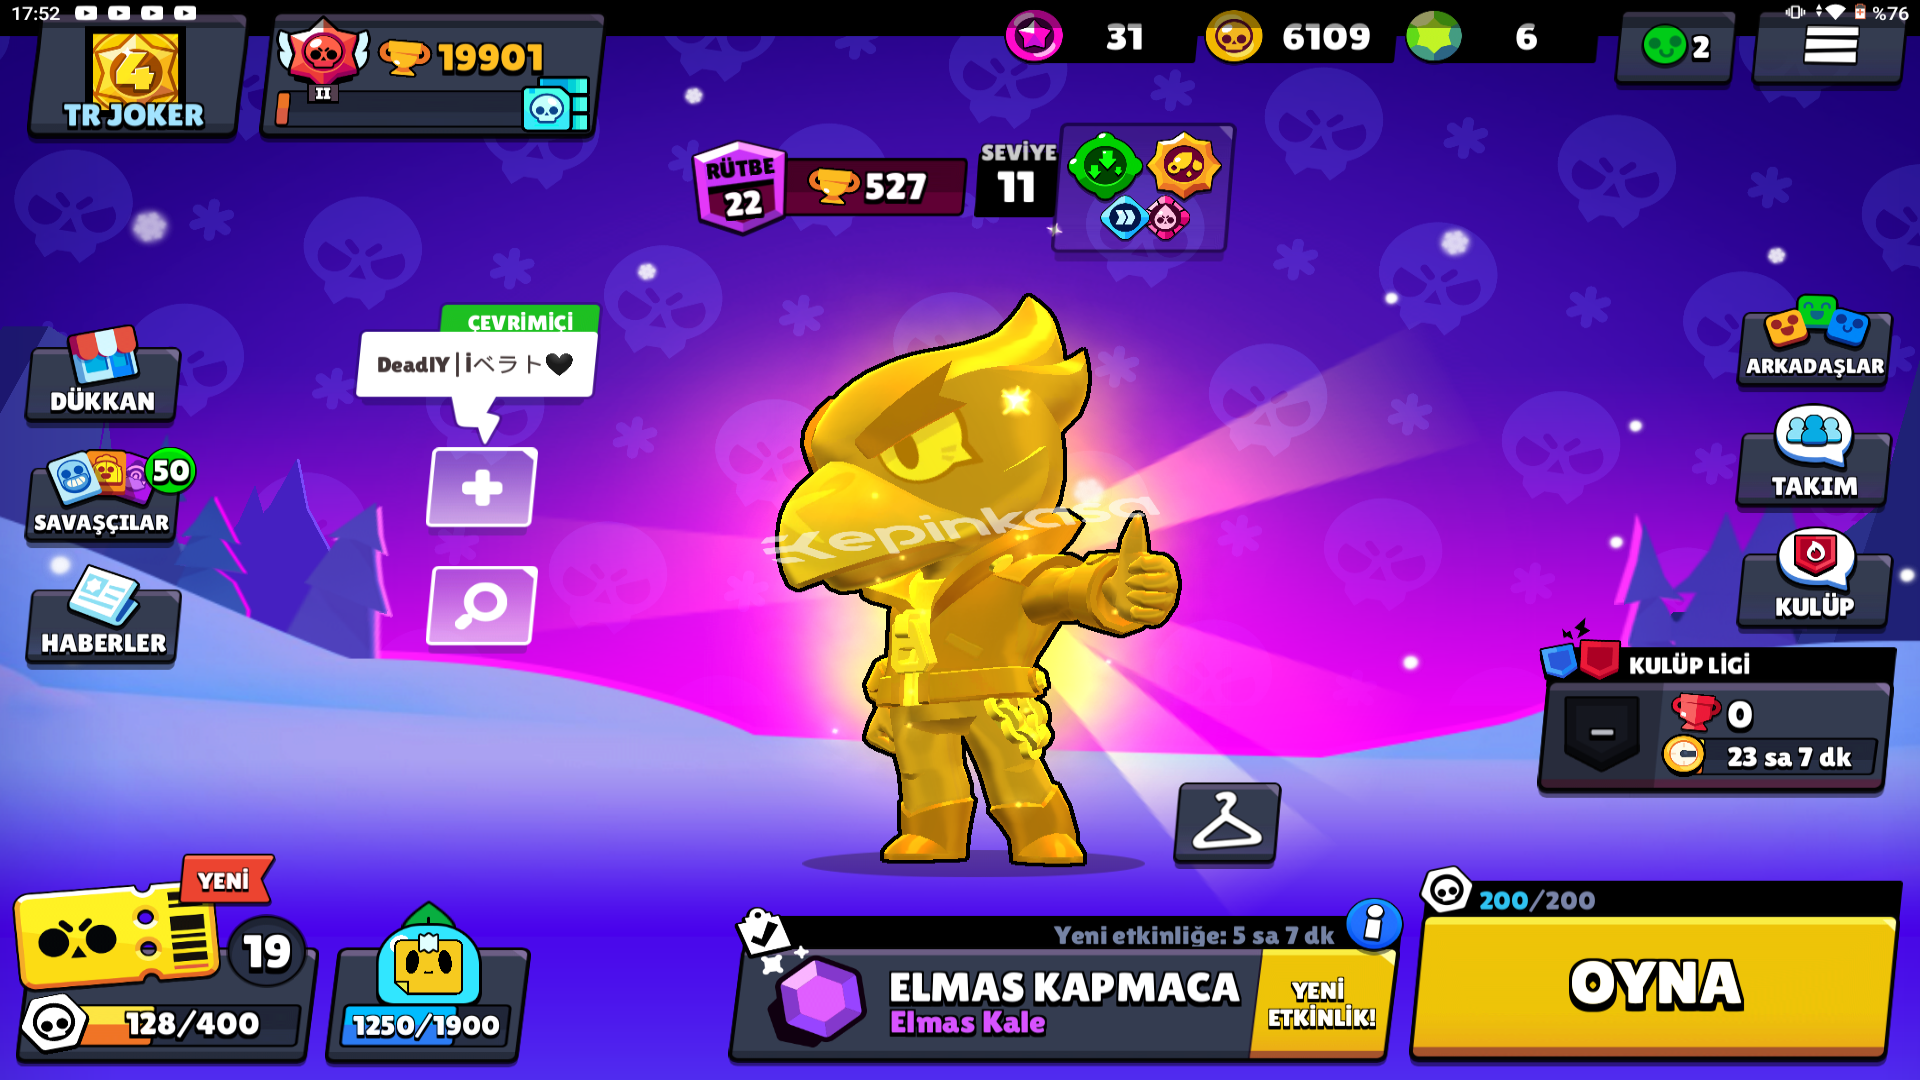 17:52
%76
4
TR JOKER
II
19901
31
6109
6
2
RÜTBE
22
527
SEVİYE
11
ÇEVRİMİÇİ
DeadIY|İベラト🖤
DÜKKAN
50
SAVAŞÇILAR
HABERLER
ARKADAŞLAR
TAKIM
KULÜP
KULÜP LİGİ
0
23 sa 7 dk
Kepinkasa
YENİ
19
128/400
1250/1900
Yeni etkinliğe: 5 sa 7 dk
ELMAS KAPMACA
Elmas Kale
YENİ
ETKİNLİK!
200/200
OYNA